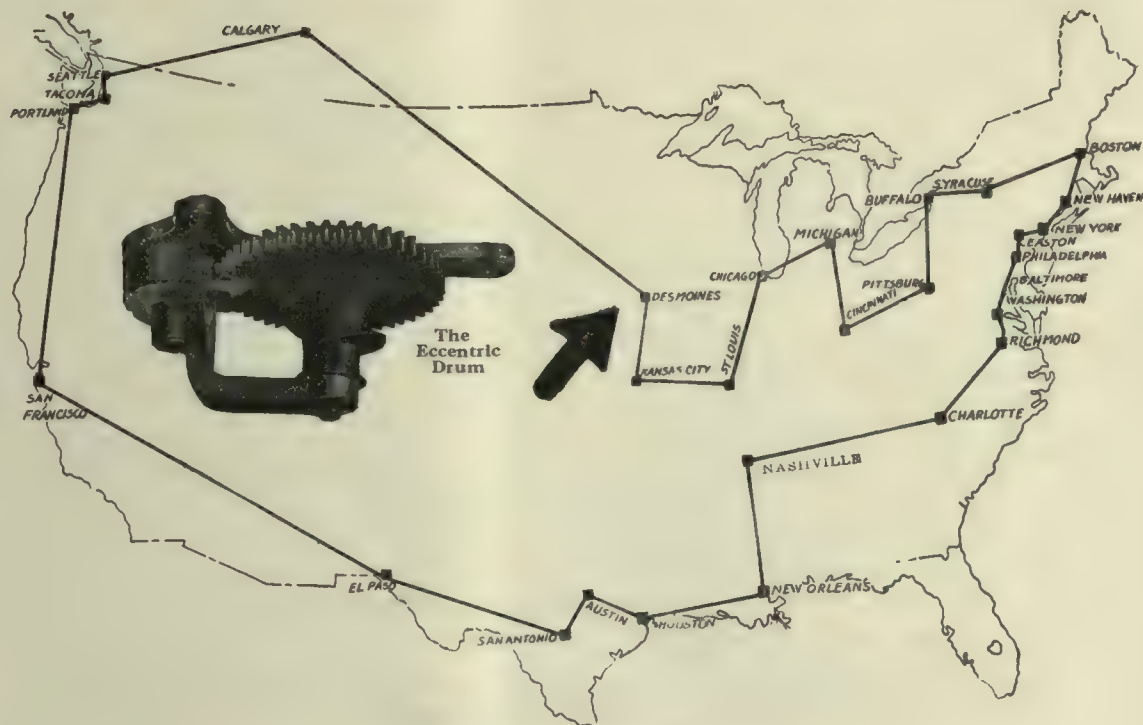 CALGARY
SEATTLE
TACOMA
PORTLAND
BOSTON
SYRACUSE
BUFFALO
NEW HAVEN
NEW YORK
MICHIGAN
EASTON
PHILADELPHIA
CHICAGO
BALTIMORE
PITTSBURG
DES MOINES
WASHINGTON
CINCINNATI
The
Eccentric
Drum
ST LOUIS
RICHMOND
KANSAS CITY
SAN
FRANCISCO
CHARLOTTE
NASHVILLE
EL PASO
NEW ORLEANS
AUSTIN
HOUSTON
SAN ANTONIO